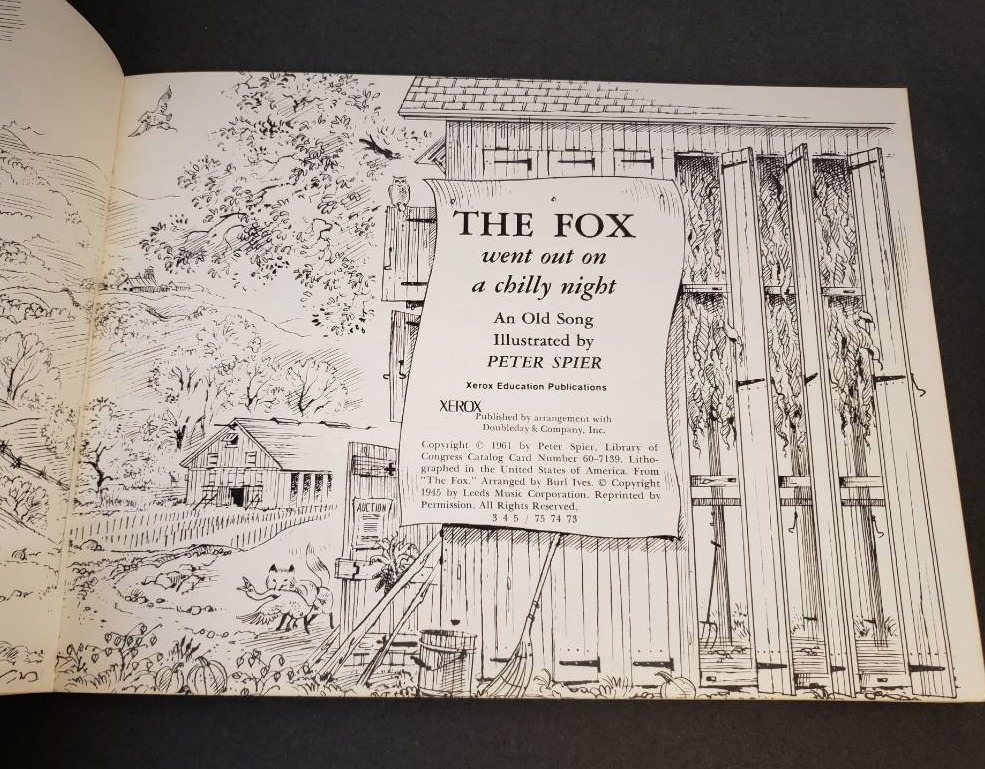 THE FOX
went out on
a chilly night
An Old Song
Illustrated by
PETER SPIER
Xerox Education Publications
XEROX
Published by arrangement with
Doubleday & Company, Inc.
Copyright © 1961 by Peter Spier, Library of
Congress Catalog Card Number 60-7139. Litho-
graphed in the United States of America. From
"The Fox." Arranged by Burl Ives. © Copyright
1945 by Leeds Music Corporation. Reprinted by
Permission. All Rights Reserved.
3 4 5 / 75 74 73
AUCTION